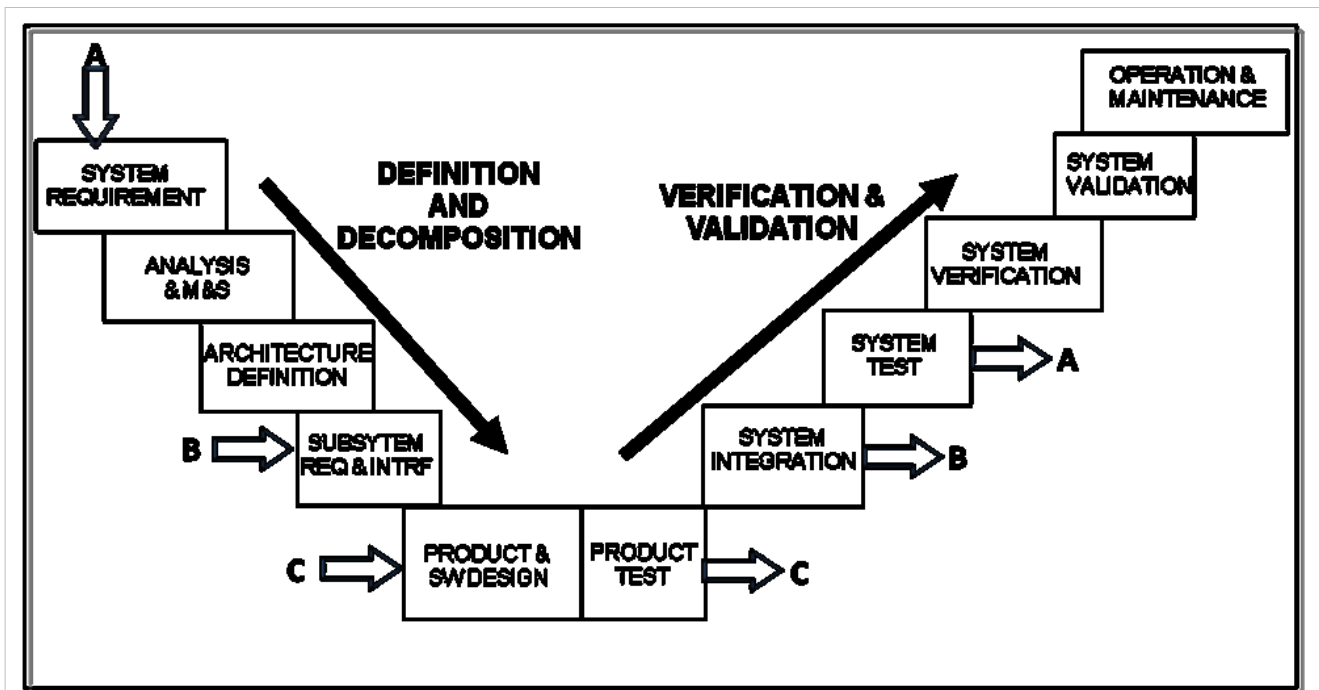 A
SYSTEM
REQUIREMENT
ANALYSIS
& M&S
ARCHITECTURE
DEFINITION
B
SUBSYTEM
REQ & INTRF
C
PRODUCT &
SWDESIGN
DEFINITION
AND
DECOMPOSITION
VERIFICATION &
VALIDATION
PRODUCT
TEST
C
SYSTEM
INTEGRATION
B
SYSTEM
TEST
A
SYSTEM
VERIFICATION
SYSTEM
VALIDATION
OPERATION &
MAINTENANCE